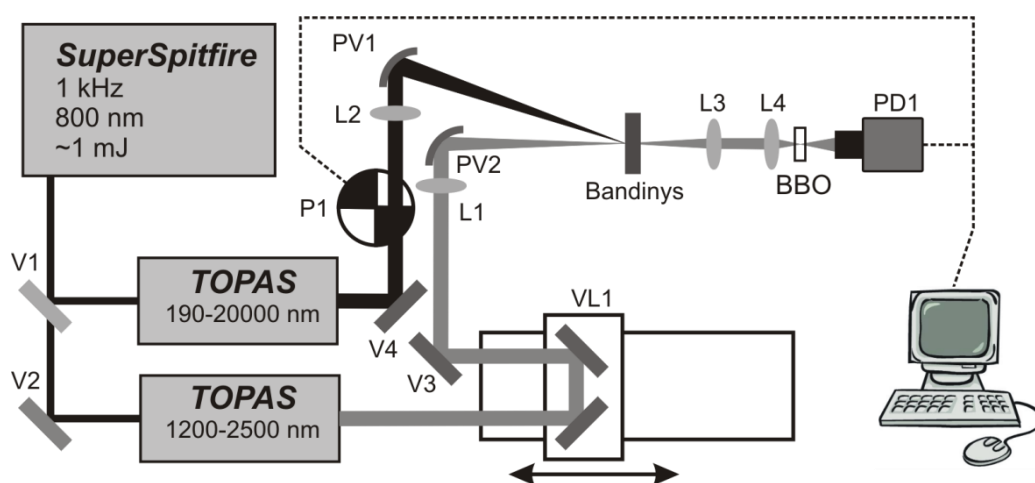 SuperSpitfire
1 kHz
800 nm
~1 mJ
PV1
L2
PV2
L1
P1
L3
L4
PD1
BBO
Bandinys
V1
TOPAS
190-20000 nm
V4
VL1
V3
V2
TOPAS
1200-2500 nm